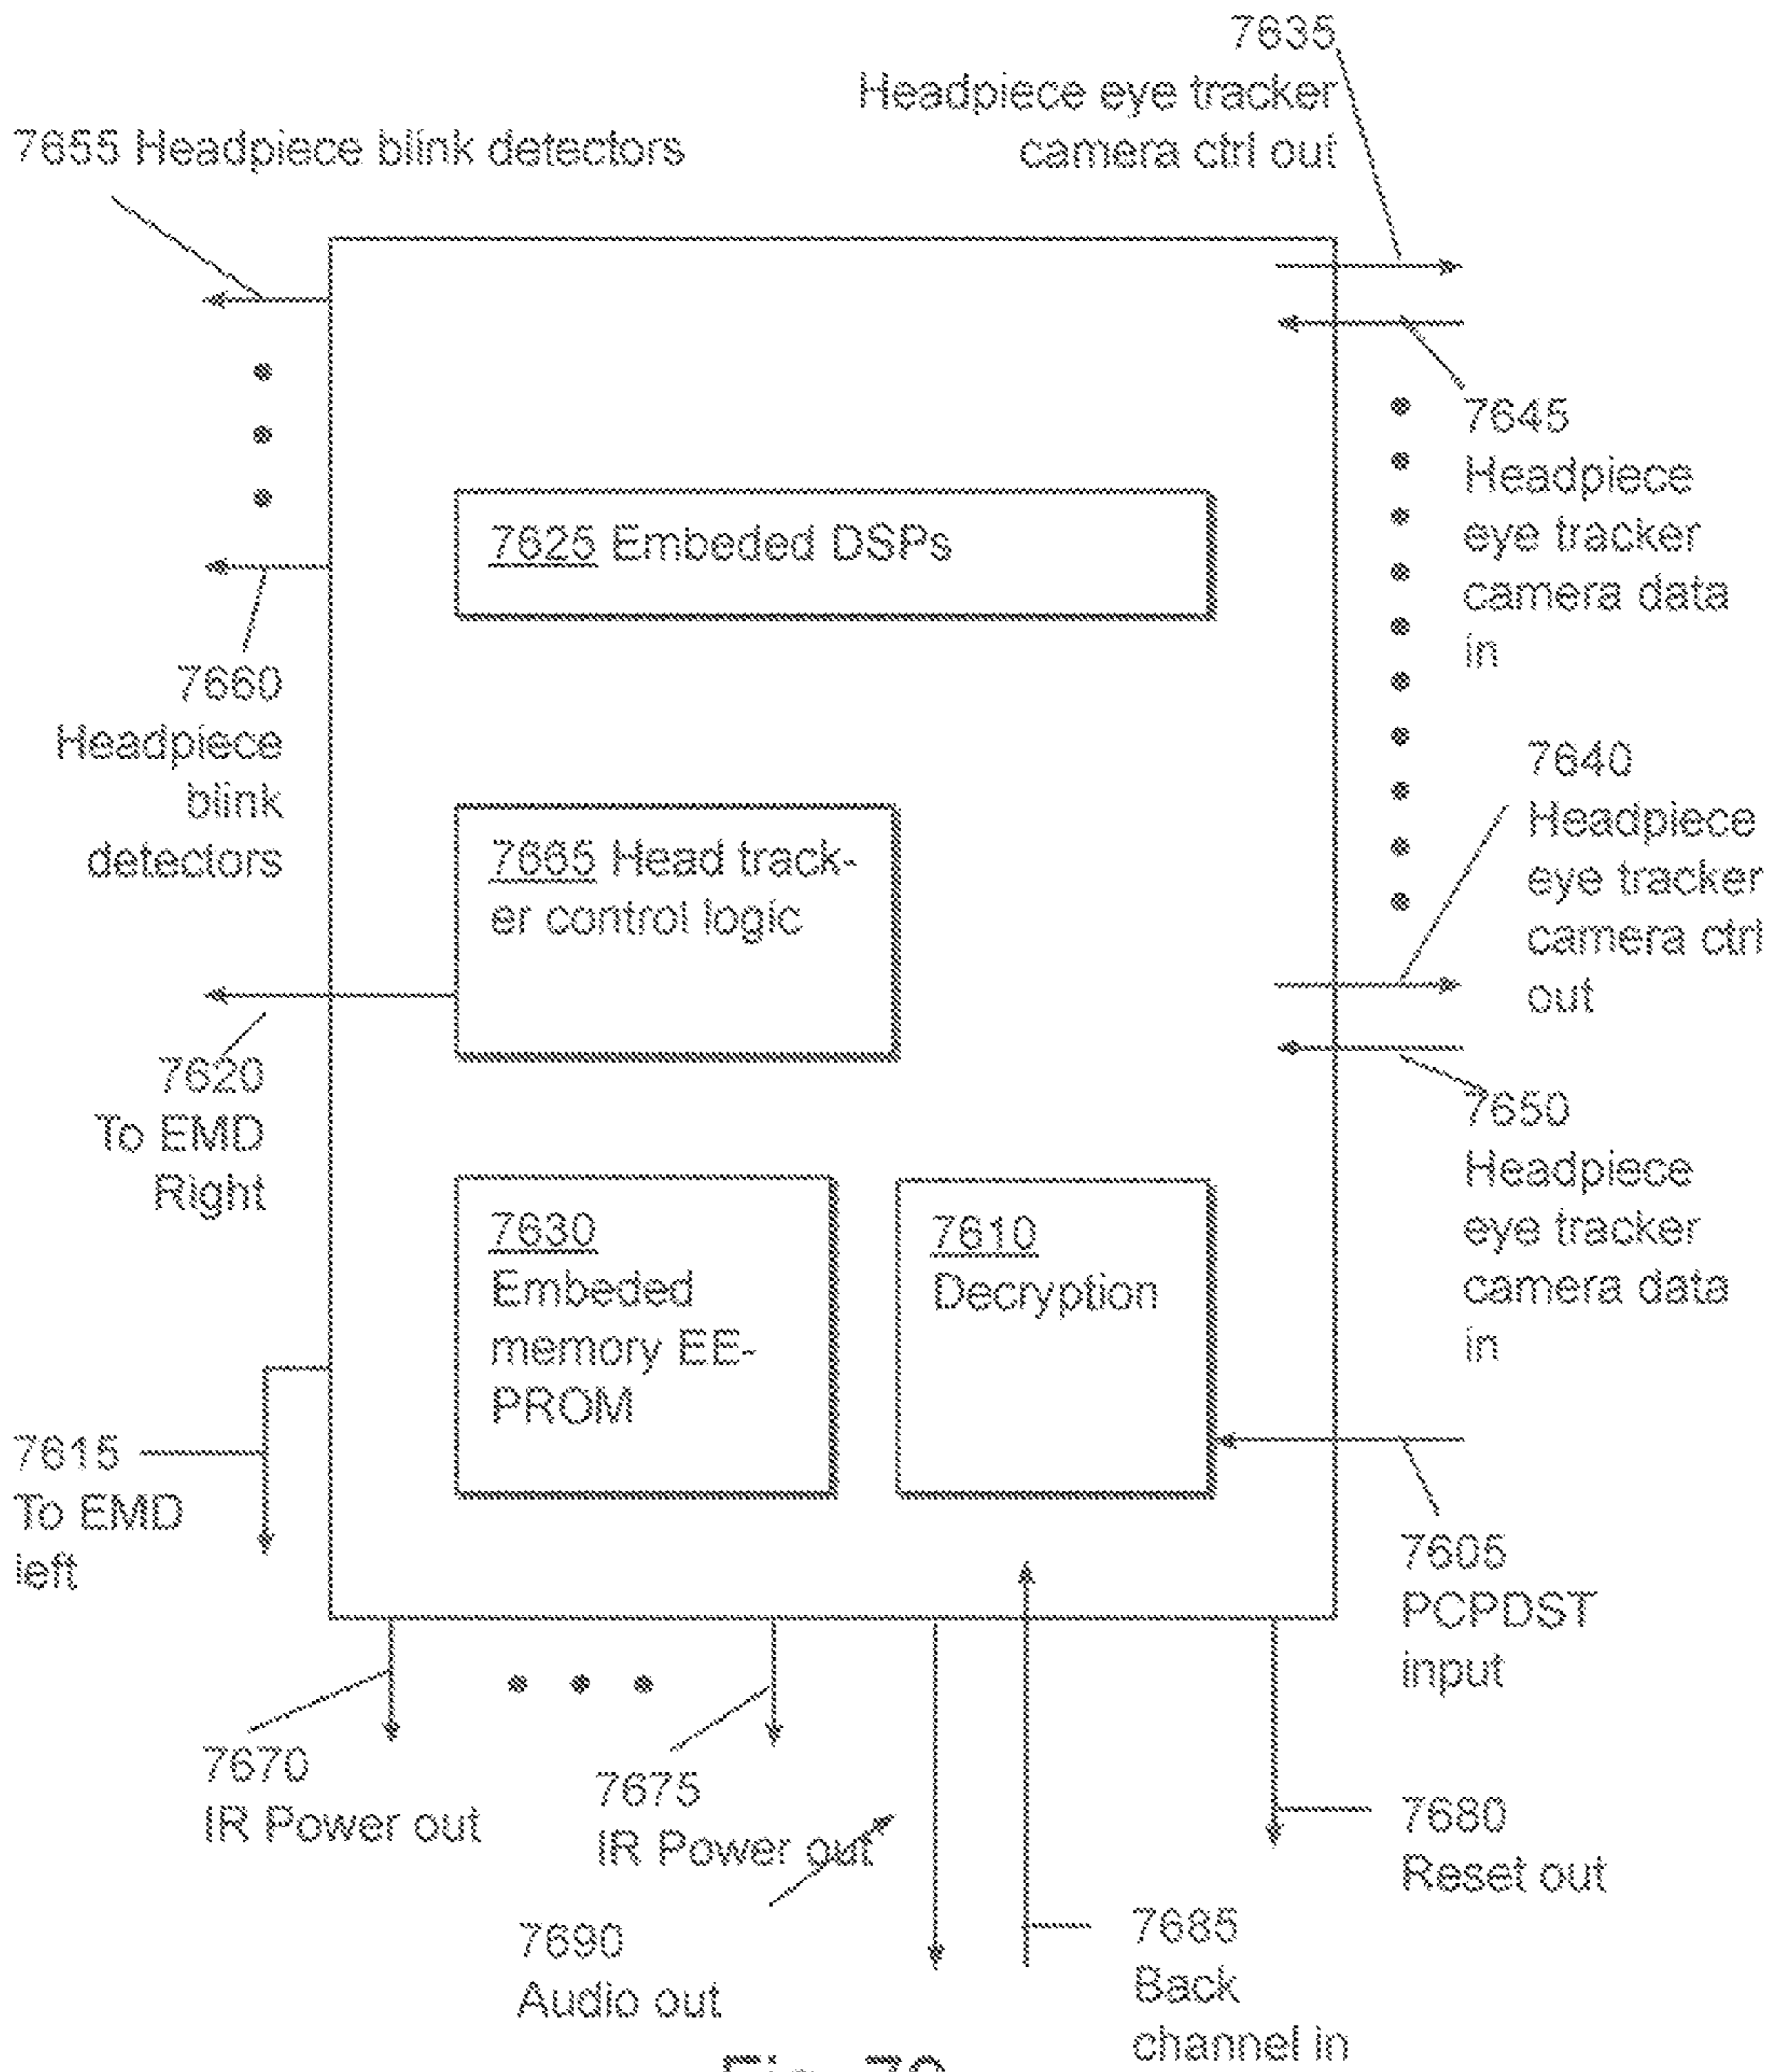 7635
Headpiece eye tracker
camera ctrl out
7655 Headpiece blink detectors
7645
Headpiece
eye tracker
camera data
in
7625 Embeded DSPs
7660
Headpiece
blink
detectors
7640
Headpiece
eye tracker
camera ctrl
out
7665 Head track-
er control logic
7620
To EMD
Right
7650
Headpiece
eye tracker
camera data
in
7630
Embeded
memory EE-
PROM
7610
Decryption
7615
To EMD
left
7605
PCPDST
input
7670
IR Power out
7675
IR Power out
7680
Reset out
7690
Audio out
7685
Back
channel in
Fig.